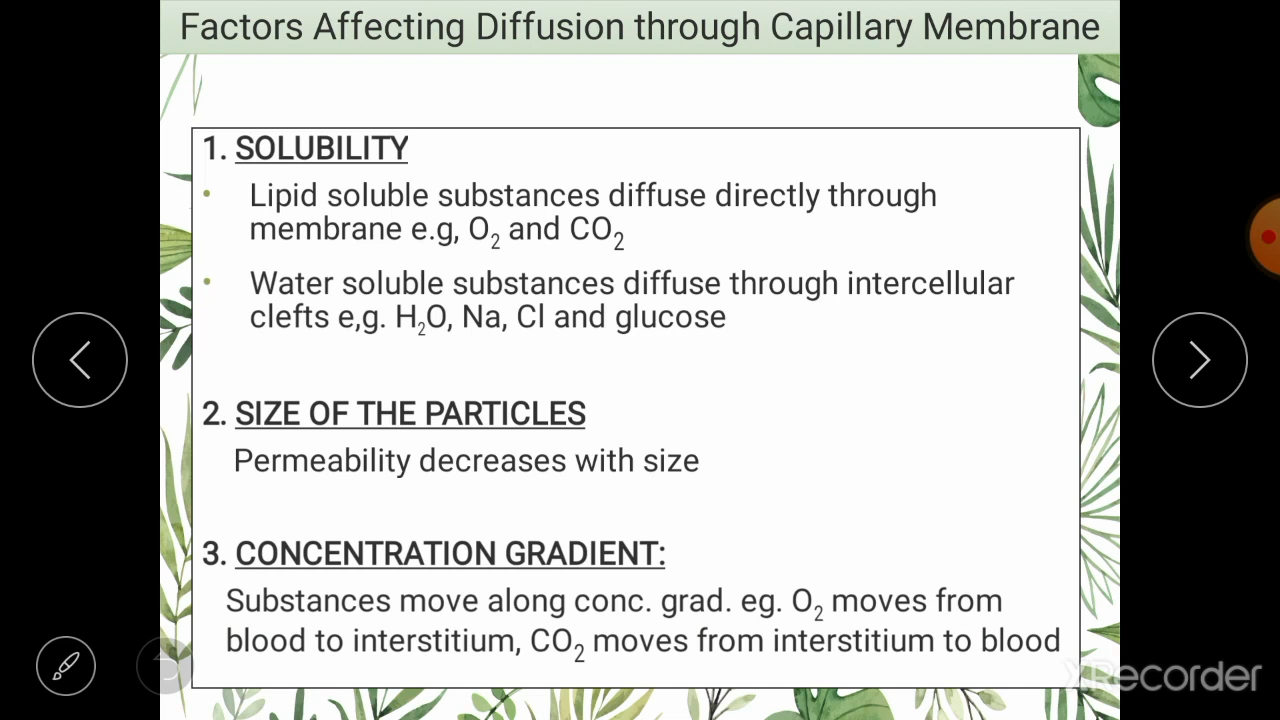 Factors Affecting Diffusion through Capillary Membrane
1. SOLUBILITY
• Lipid soluble substances diffuse directly through
membrane e.g, O₂ and CO₂
• Water soluble substances diffuse through intercellular
clefts e,g. H₂O, Na, Cl and glucose
2. SIZE OF THE PARTICLES
Permeability decreases with size
3. CONCENTRATION GRADIENT:
Substances move along conc. grad. eg. O₂ moves from
blood to interstitium, CO₂ moves from interstitium to blood
XRecorder